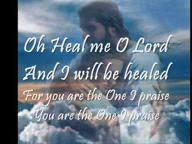 Oh Heal me O Lord
And I will be healed
For you are the One I praise
You are the One I praise